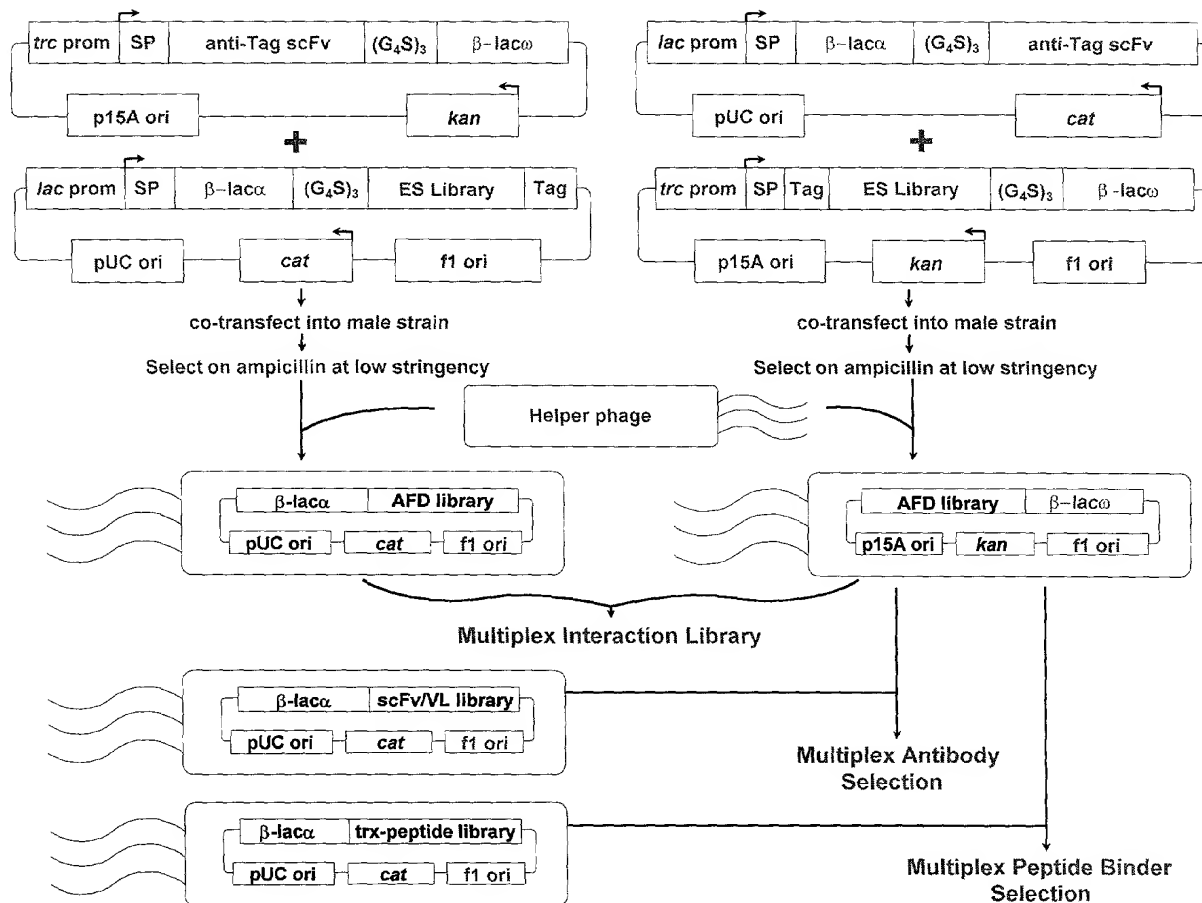 trc prom SP anti-Tag scFv (G4S)3 β-lacω
p15A ori kan
+
lac prom SP β-lacα (G4S)3 ES Library Tag
pUC ori cat f1 ori
co-transfect into male strain
Select on ampicillin at low stringency
lac prom SP β-lacα (G4S)3 anti-Tag scFv
pUC ori cat
+
trc prom SP Tag ES Library (G4S)3 β-lacω
p15A ori kan f1 ori
co-transfect into male strain
Select on ampicillin at low stringency
Helper phage
β-lacα AFD library
pUC ori cat f1 ori
AFD library β-lacω
p15A ori kan f1 ori
Multiplex Interaction Library
β-lacα scFv/VL library
pUC ori cat f1 ori
Multiplex Antibody
Selection
β-lacα trx-peptide library
pUC ori cat f1 ori
Multiplex Peptide Binder
Selection